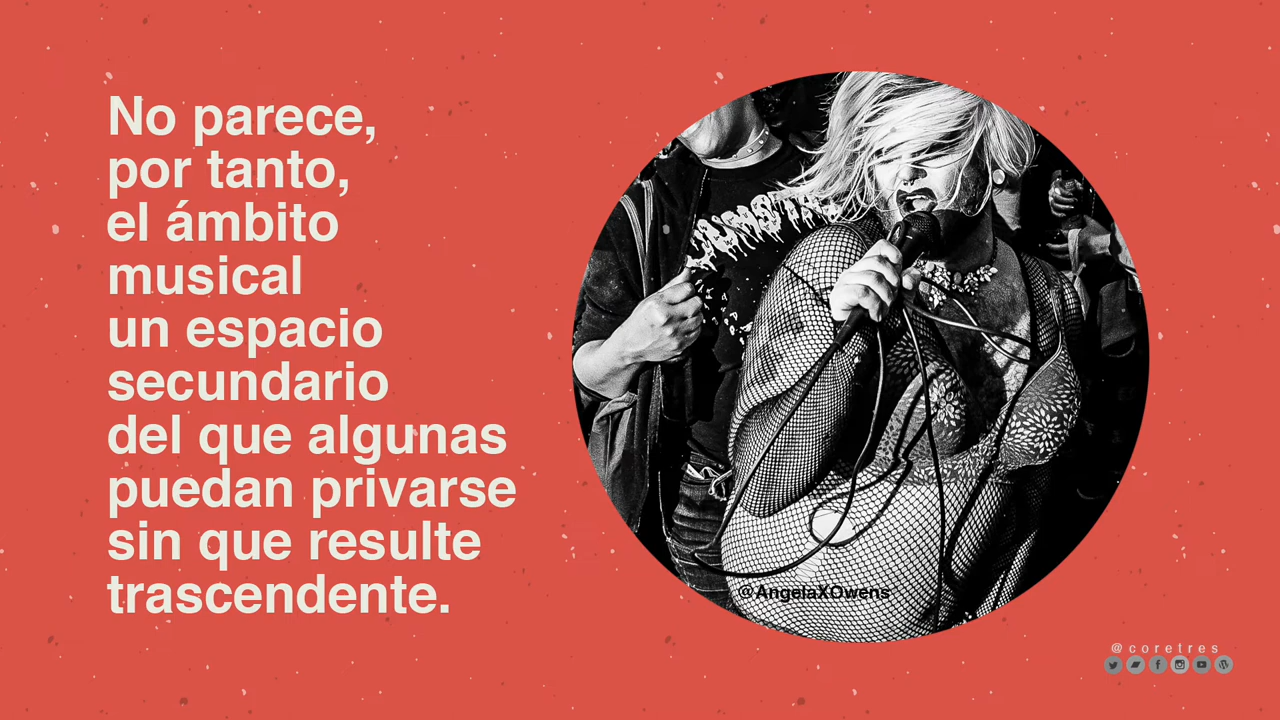 No parece,
por tanto,
el ámbito
musical
un espacio
secundario
del que algunas
puedan privarse
sin que resulte
trascendente.
@AngelaXOwens
@coretres